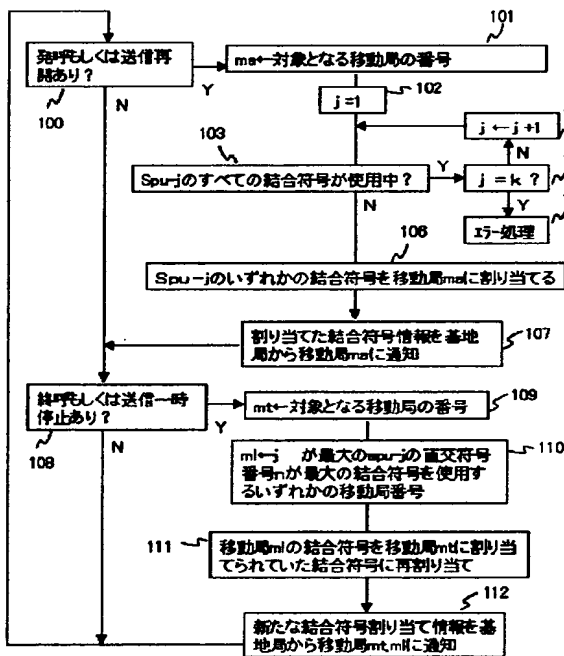 101
発呼もしくは送信再
開あり?
100
Y
N
ma←対象となる移動局の番号
102
j=1
j ← j+1
103
N
Spu-jのすべての結合符号が使用中?
Y
j = k ?
N
Y
エラー処理
106
Spu-jのいずれかの結合符号を移動局maに割り当てる
割り当てた結合符号情報を基地
局から移動局maに通知
107
終呼もしくは送信一時
停止あり?
108
Y
N
mt←対象となる移動局の番号
109
ml←j が最大のspu-jの直交符号
番号nが最大の結合符号を使用す
るいずれかの移動局番号
110
111
移動局mlの結合符号を移動局mtに割り当
てられていた結合符号に再割り当て
112
新たな結合符号割り当て情報を基
地局から移動局mt,mlに通知